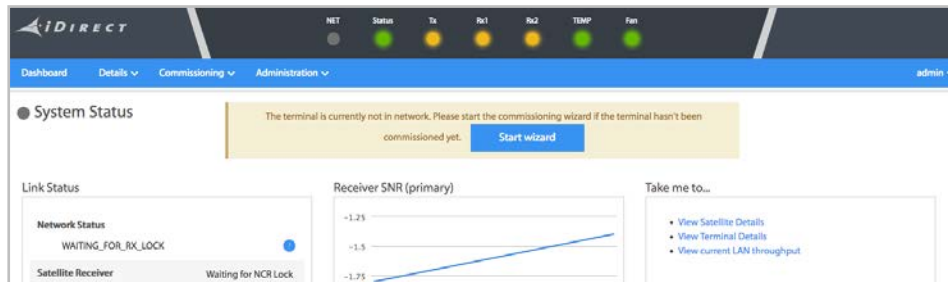 iDIRECT
NET Status Tx Rx1 Rx2 TEMP Fan
Dashboard Details Commissioning Administration admin
System Status
The terminal is currently not in network. Please start the commissioning wizard if the terminal hasn't been
commissioned yet. Start wizard
Link Status
Network Status
WAITING_FOR_RX_LOCK
Satellite Receiver Waiting for NCR Lock
Receiver SNR (primary)
-1.25
-1.5
-1.75
Take me to...
• View Satellite Details
• View Terminal Details
• View current LAN throughput